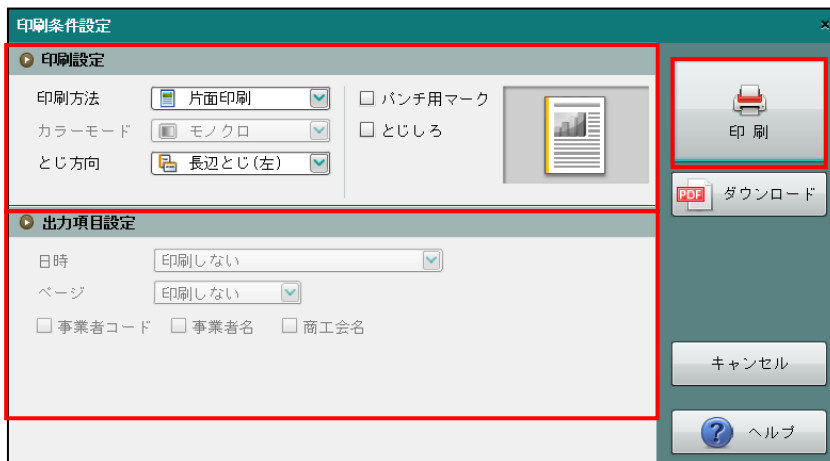 印刷条件設定
×
印刷設定
印刷方法 片面印刷 パンチ用マーク
カラーモード モノクロ とじしろ
とじ方向 長辺とじ(左)
印 刷
PDF ダウンロード
出力項目設定
日時 印刷しない
ページ 印刷しない
事業者コード 事業者名 商工会名
キャンセル
? ヘルプ